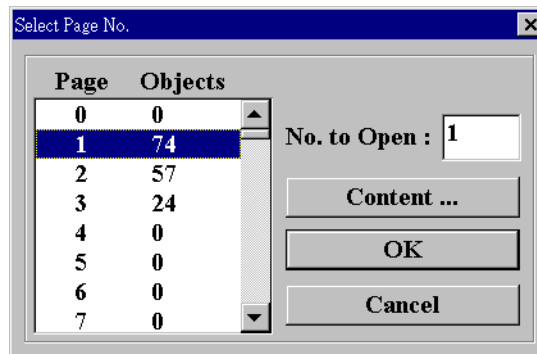 Select Page No.
Page Objects
0 0
1 74
2 57
3 24
4 0
5 0
6 0
7 0
No. to Open : 1
Content ...
OK
Cancel